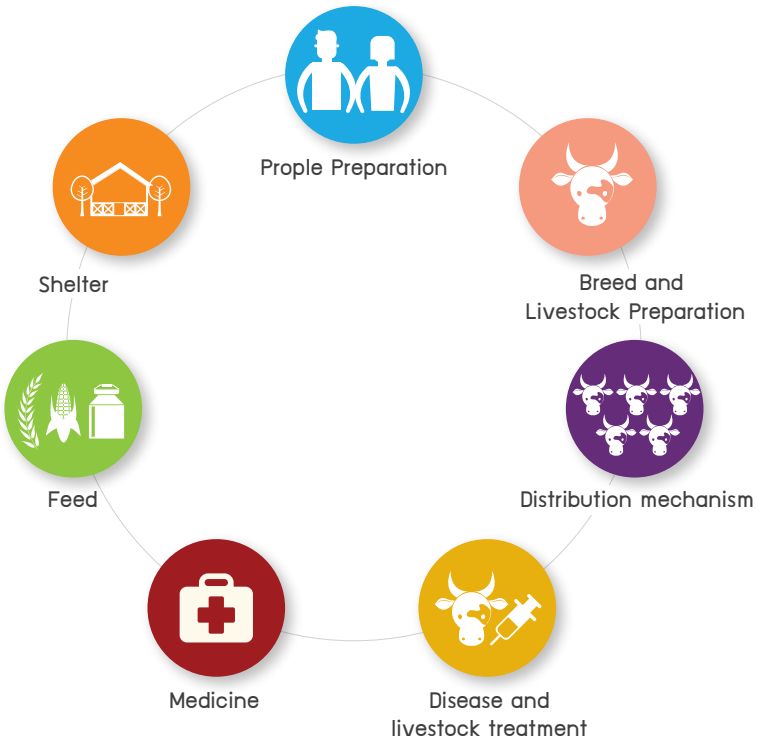 Prople Preparation
Breed and
Livestock Preparation
Distribution mechanism
Disease and
livestock treatment
Medicine
Feed
Shelter